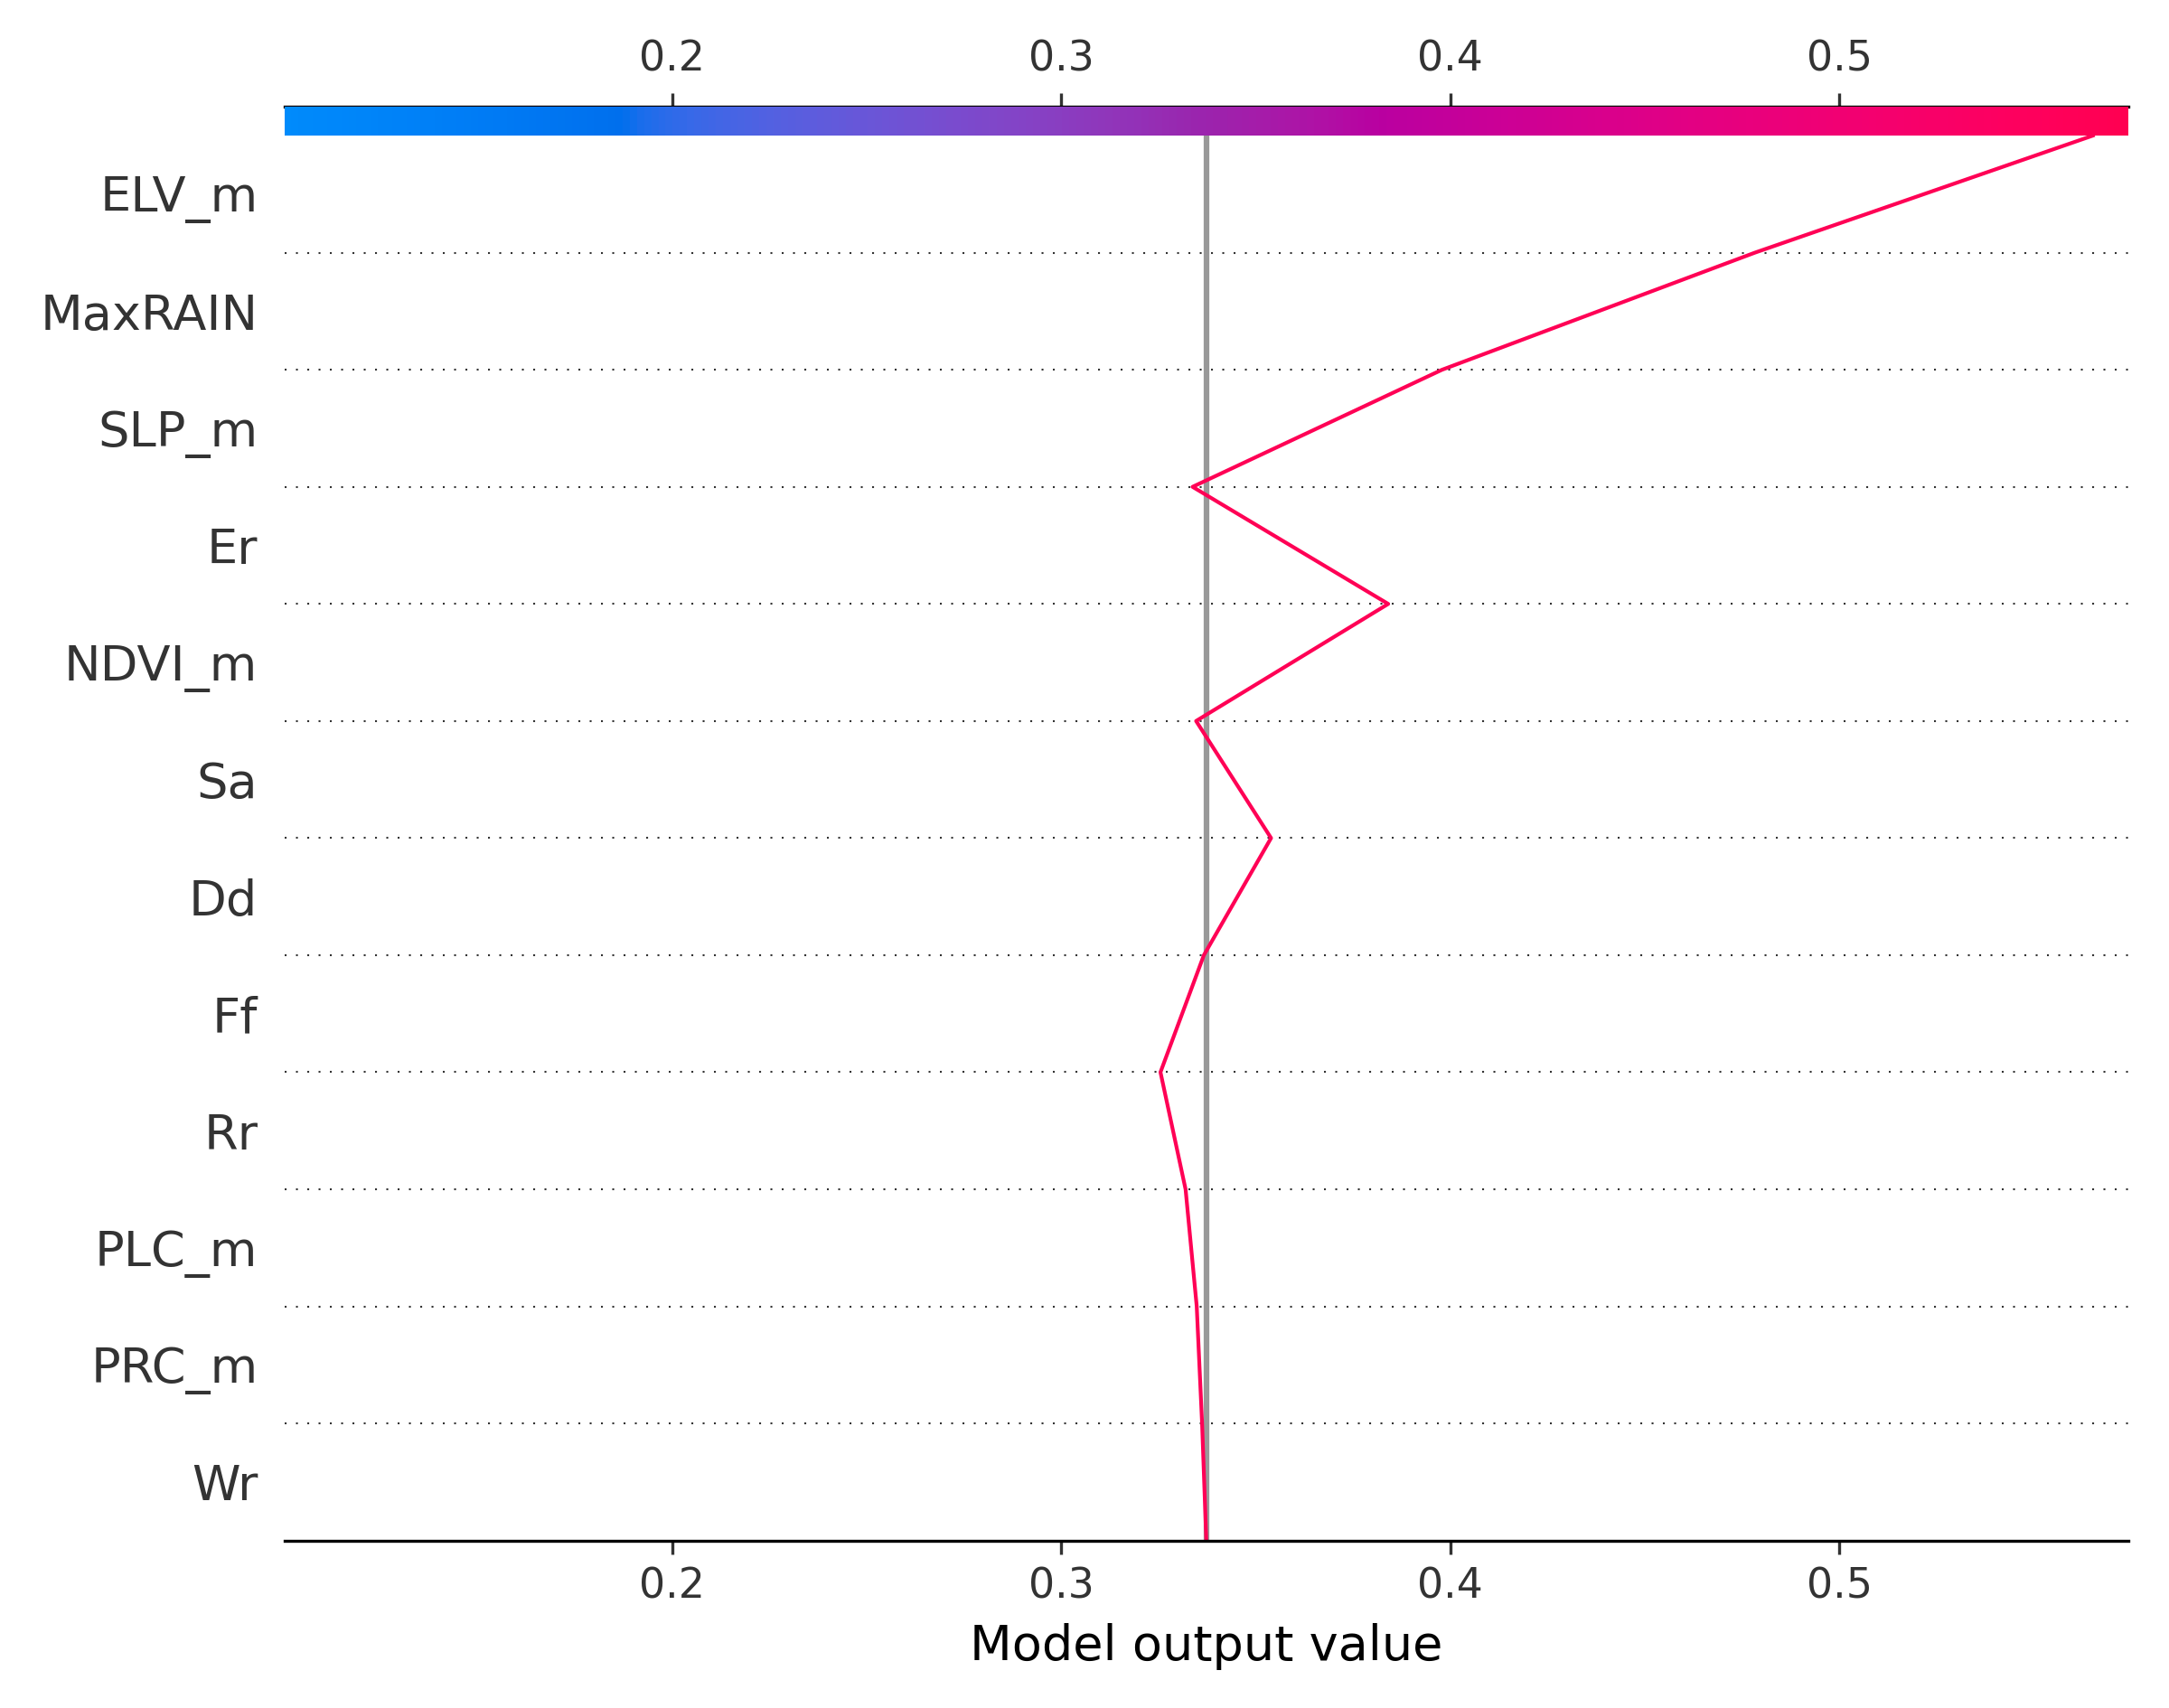 0.2 0.3 0.4 0.5
ELV_m
MaxRAIN
SLP_m
Er
NDVI_m
Sa
Dd
Ff
Rr
PLC_m
PRC_m
Wr
0.2 0.3 0.4 0.5
Model output value